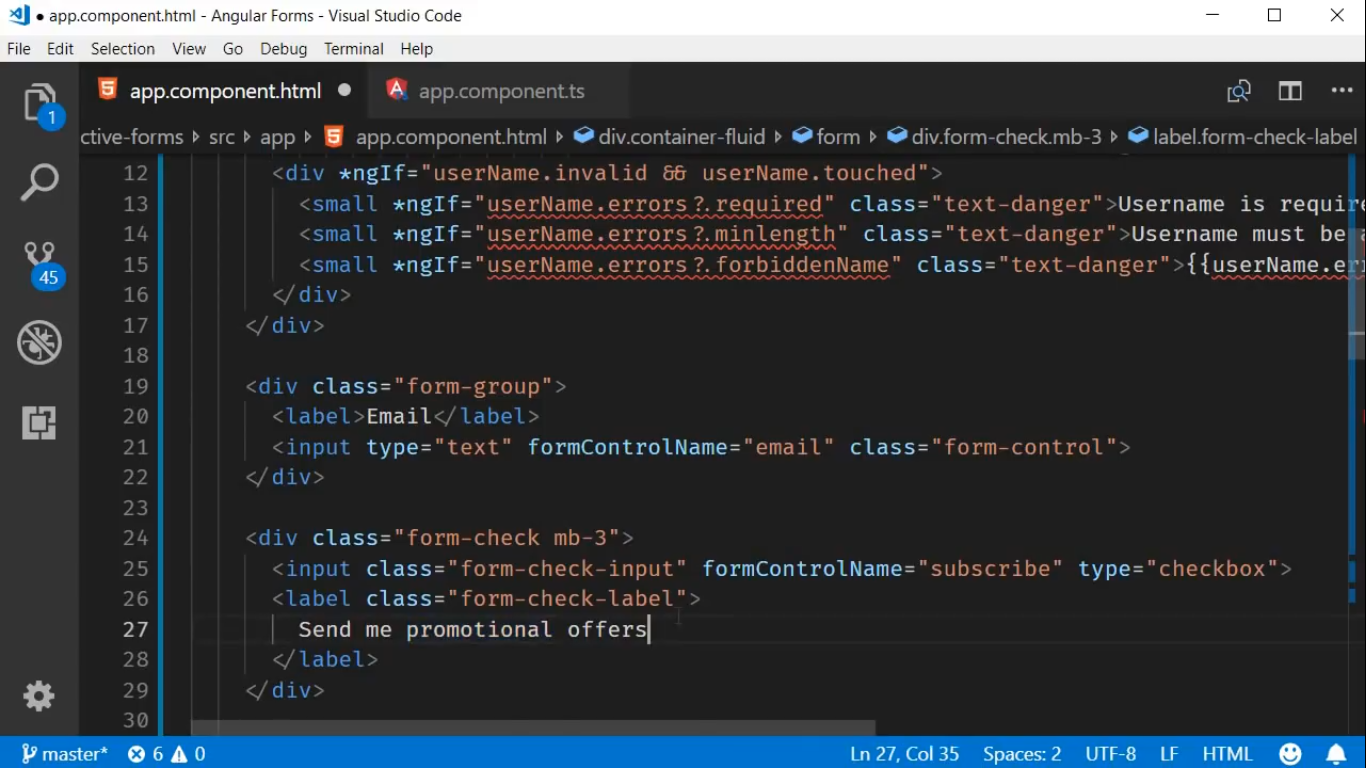 app.component.html - Angular Forms - Visual Studio Code
File Edit Selection View Go Debug Terminal Help
app.component.html app.component.ts
1
ctive-forms src app app.component.html div.container-fluid form div.form-check.mb-3 label.form-check-label
12 <div *ngIf="userName.invalid && userName.touched">
13 <small *ngIf="userName.errors?.required" class="text-danger">Username is require
14 <small *ngIf="userName.errors?.minlength" class="text-danger">Username must be a
15 <small *ngIf="userName.errors?.forbiddenName" class="text-danger">{{userName.err
45
16 </div>
17 </div>
18
19 <div class="form-group">
20 <label>Email</label>
21 <input type="text" formControlName="email" class="form-control">
22 </div>
23
24 <div class="form-check mb-3">
25 <input class="form-check-input" formControlName="subscribe" type="checkbox">
26 <label class="form-check-label">
27 Send me promotional offers
28 </label>
29 </div>
30
master* 6 0 Ln 27, Col 35 Spaces: 2 UTF-8 LF HTML